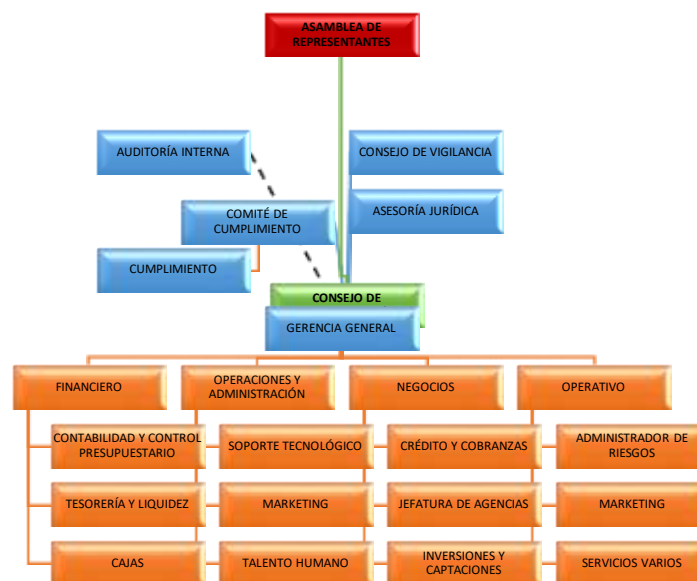 ASAMBLEA DE
REPRESENTANTES
AUDITORÍA INTERNA
CONSEJO DE VIGILANCIA
COMITÉ DE
CUMPLIMIENTO
ASESORÍA JURÍDICA
CUMPLIMIENTO
CONSEJO DE
GERENCIA GENERAL
FINANCIERO
OPERACIONES Y
ADMINISTRACIÓN
NEGOCIOS
OPERATIVO
CONTABILIDAD Y CONTROL
PRESUPUESTARIO
SOPORTE TECNOLÓGICO
CRÉDITO Y COBRANZAS
ADMINISTRADOR DE
RIESGOS
TESORERÍA Y LIQUIDEZ
MARKETING
JEFATURA DE AGENCIAS
MARKETING
CAJAS
TALENTO HUMANO
INVERSIONES Y
CAPTACIONES
SERVICIOS VARIOS